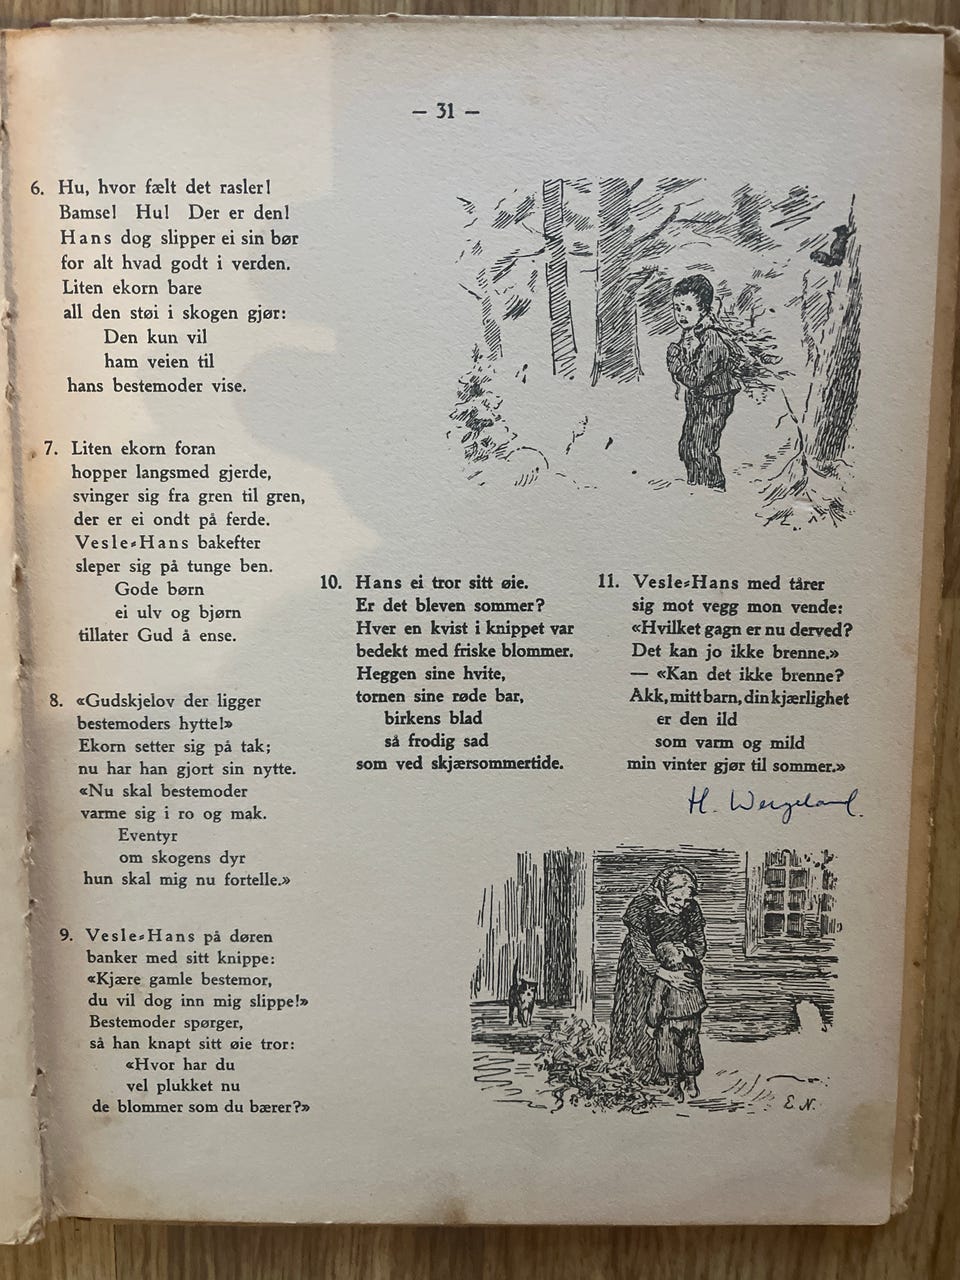 — 31 —
6. Hu, hvor fælt det rasler!
Bamse! Hu! Der er den!
Hans dog slipper ei sin bør
for alt hvad godt i verden.
Liten ekorn bare
all den støi i skogen gjør:
Den kun vil
ham veien til
hans bestemoder vise.
7. Liten ekorn foran
hopper langsmed gjerde,
svinger sig fra gren til gren,
der er ei ondt på ferde.
Vesle-Hans bakefter
sleper sig på tunge ben.
Gode børn
ei ulv og bjørn
tillater Gud å ense.
8. «Gudskjelov der ligger
bestemoders hytte!»
Ekorn setter sig på tak;
nu har han gjort sin nytte.
«Nu skal bestemoder
varme sig i ro og mak.
Eventyr
om skogens dyr
hun skal mig nu fortelle.»
9. Vesle-Hans på døren
banker med sitt knippe:
«Kjære gamle bestemor,
du vil dog inn mig slippe!»
Bestemoder spørger,
så han knapt sitt øie tror:
«Hvor har du
vel plukket nu
de blommer som du bærer?»
10. Hans ei tror sitt øie.
Er det bleven sommer?
Hver en kvist i knippet var
bedekt med friske blommer.
Heggen sine hvite,
tornen sine røde bar,
birkens blad
så frodig sad
som ved skjærsommertide.
11. Vesle-Hans med tårer
sig mot vegg mon vende:
«Hvilket gagn er nu derved?
Det kan jo ikke brenne.»
— «Kan det ikke brenne?
Akk, mitt barn, din kjærlighet
er den ild
som varm og mild
min vinter gjør til sommer.»
H. Wergeland.
E. N.